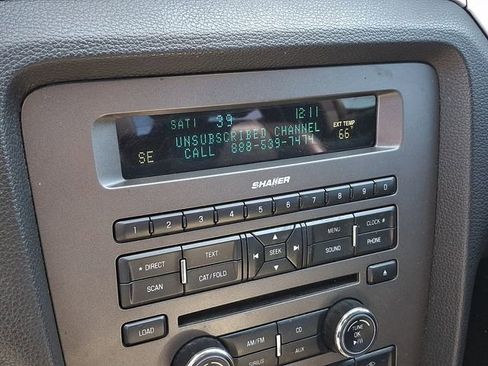 SAT1 39 12:11
UNSUBSCRIBED CHANNEL
EXT TEMP
SE CALL 888-539-7474 66°
SHAKER
1 2 3 4 5 6 7 8 9 0
* DIRECT TEXT SEEK MENU CLOCK #
SCAN CAT/FOLD SOUND PHONE
LOAD AM/FM CD TUNE
OK
SIRIUS AUX